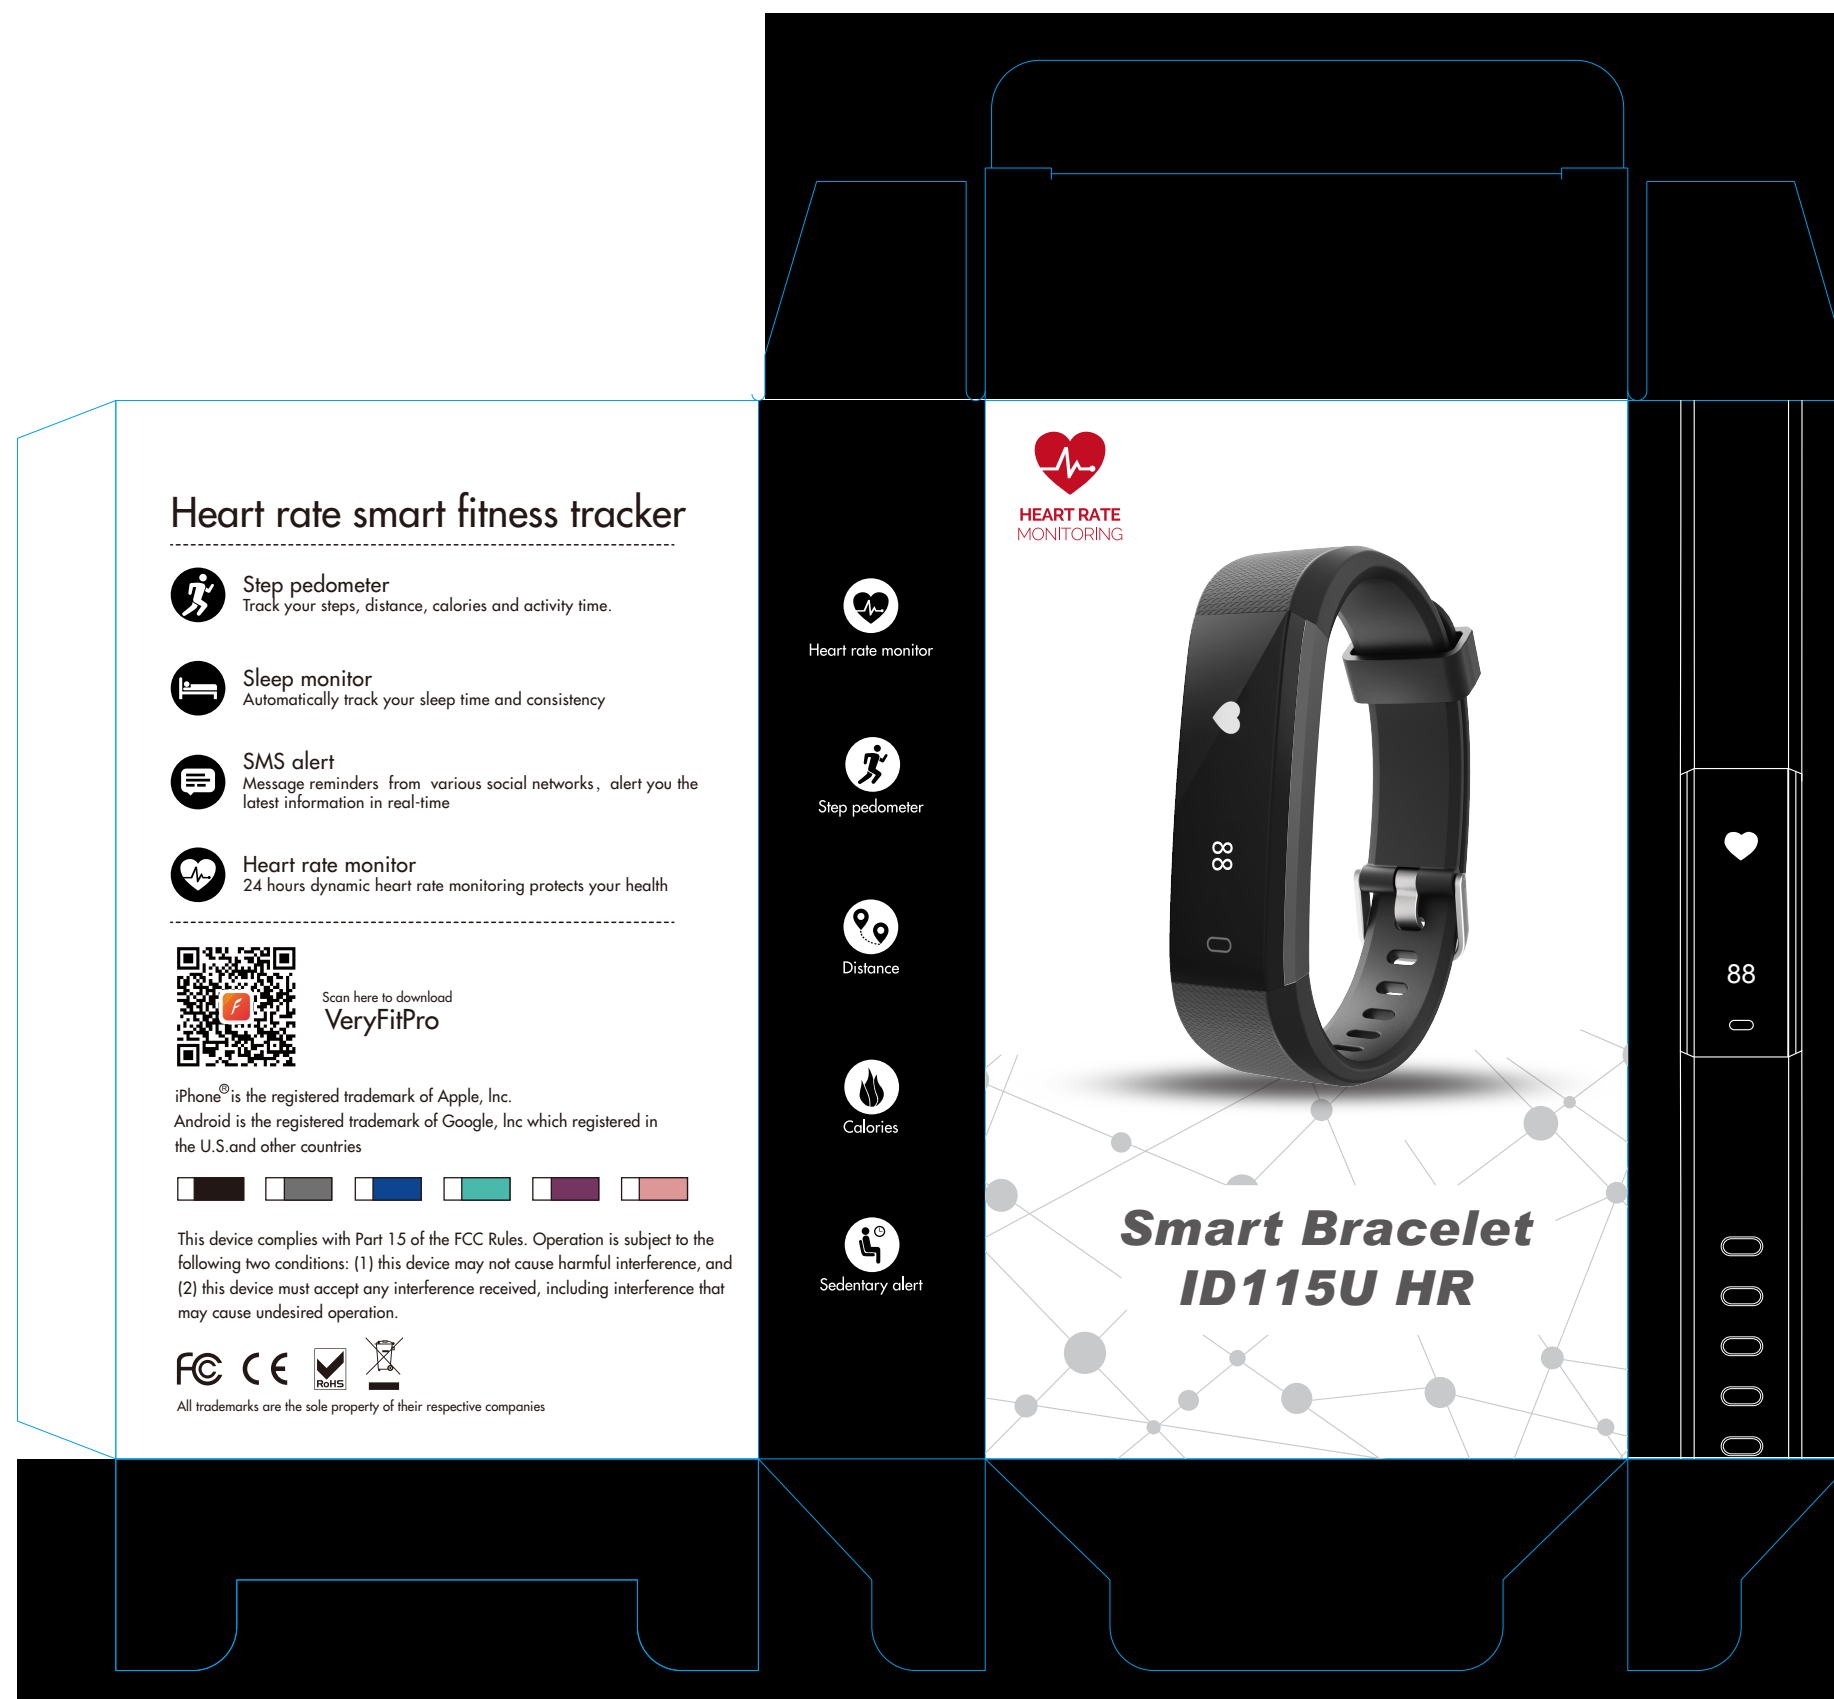 Heart rate smart fitness tracker
Step pedometer
Track your steps, distance, calories and activity time.
Sleep monitor
Automatically track your sleep time and consistency
SMS alert
Message reminders from various social networks, alert you the
latest information in real-time
Heart rate monitor
24 hours dynamic heart rate monitoring protects your health
Scan here to download
VeryFitPro
iPhone® is the registered trademark of Apple, Inc.
Android is the registered trademark of Google, Inc which registered in
the U.S.and other countries
This device complies with Part 15 of the FCC Rules. Operation is subject to the
following two conditions: (1) this device may not cause harmful interference, and
(2) this device must accept any interference received, including interference that
may cause undesired operation.
FC CE RoHS
All trademarks are the sole property of their respective companies
Heart rate monitor
Step pedometer
Distance
Calories
Sedentary alert
HEART RATE
MONITORING
88
Smart Bracelet
ID115U HR
88